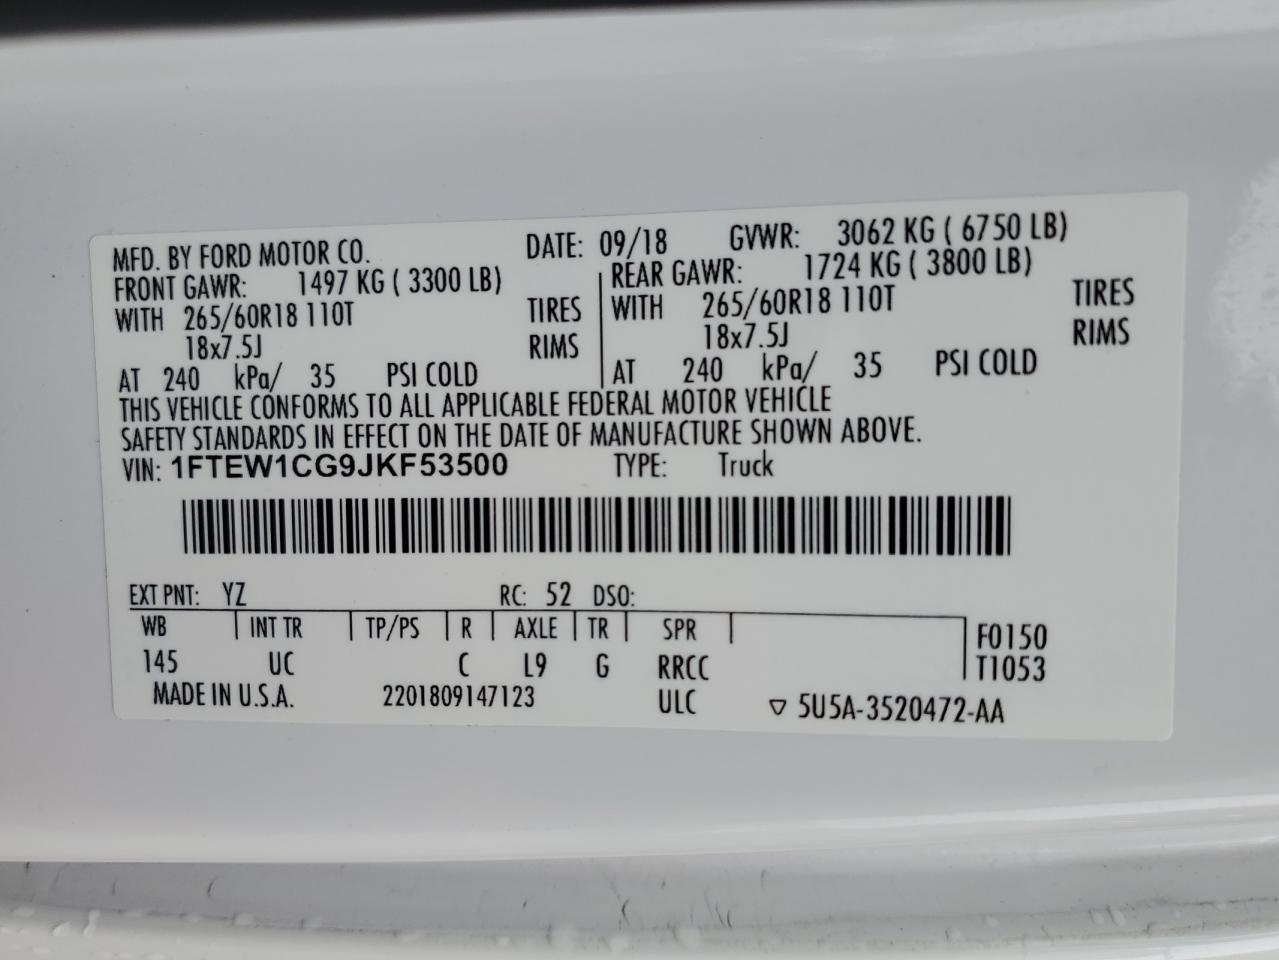 MFD. BY FORD MOTOR CO. DATE: 09/18 GVWR: 3062 KG ( 6750 LB)
FRONT GAWR: 1497 KG ( 3300 LB) REAR GAWR: 1724 KG ( 3800 LB)
WITH 265/60R18 110T TIRES WITH 265/60R18 110T TIRES
18x7.5J RIMS 18x7.5J RIMS
AT 240 kPa/ 35 PSI COLD AT 240 kPa/ 35 PSI COLD
THIS VEHICLE CONFORMS TO ALL APPLICABLE FEDERAL MOTOR VEHICLE
SAFETY STANDARDS IN EFFECT ON THE DATE OF MANUFACTURE SHOWN ABOVE.
VIN: 1FTEW1CG9JKF53500 TYPE: Truck
EXT PNT: YZ RC: 52 DSO:
WB INT TR TP/PS R AXLE TR SPR F0150
145 UC C L9 G RRCC T1053
MADE IN U.S.A. 2201809147123 ULC ▽ 5U5A-3520472-AA